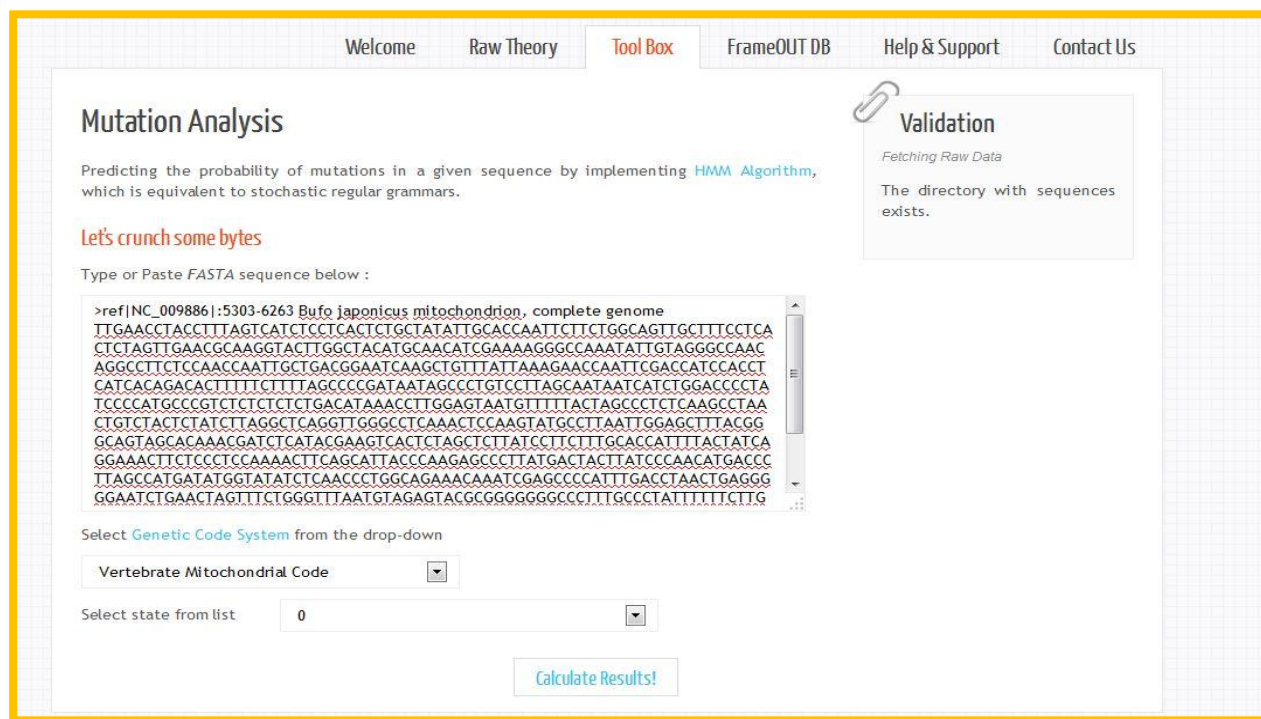 Welcome Raw Theory Tool Box FrameOUT DB Help & Support Contact Us
Mutation Analysis
Predicting the probability of mutations in a given sequence by implementing HMM Algorithm,
which is equivalent to stochastic regular grammars.
Let's crunch some bytes
Type or Paste FASTA sequence below :
>ref|NC_009886|:5303-6263 Bufo japonicus mitochondrion, complete genome
TTGAACCTACCTTTAGTCATCTCCTCACTCTGCTATATTGCACCAATTCTTCTGGCAGTTGCTTTCCTCA
CTCTAGTTGAACGCAAGGTACTTGGCTACATGCAACATCGAAAAGGGCCAAATATTGTAGGGCCAAC
AGGCCTTCTCCAACCAATTGCTGACGGAATCAAGCTGTTTATTAAAGAACCAATTCGACCATCCACCT
CATCACAGACACTTTTTCTTTTAGCCCCGATAATAGCCCTGTCCTTAGCAATAATCATCTGGACCCCTA
TCCCCATGCCCGTCTCTCTCTCTGACATAAACCTTGGAGTAATGTTTTTACTAGCCCTCTCAAGCCTAA
CTGTCTACTCTATCTTAGGCTCAGGTTGGGCCTCAAACTCCAAGTATGCCTTAATTGGAGCTTTACGG
GCAGTAGCACAAACGATCTCATACGAAGTCACTCTAGCTCTTATCCTTCTTTGCACCATTTTACTATCA
GGAAACTTCTCCCTCCAAAACTTCAGCATTACCCAAGAGCCCTTATGACTACTTATCCCAACATGACCC
TTAGCCATGATATGGTATATCTCAACCCTGGCAGAAACAAATCGAGCCCCATTTGACCTAACTGAGGG
GGAATCTGAACTAGTTTCTGGGTTTAATGTAGAGTACGCGGGGGGGCCCTTTGCCCTATTTTTTCTTG
Select Genetic Code System from the drop-down
Vertebrate Mitochondrial Code
Select state from list 0
Calculate Results!
Validation
Fetching Raw Data
The directory with sequences
exists.